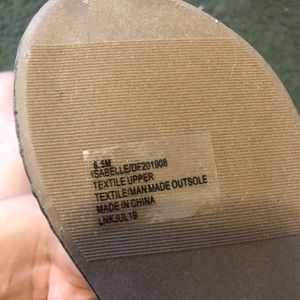 6.5M
ISABELLE/DF201908
TEXTILE UPPER
TEXTILE/MAN MADE OUTSOLE
MADE IN CHINA
LNKJUL19